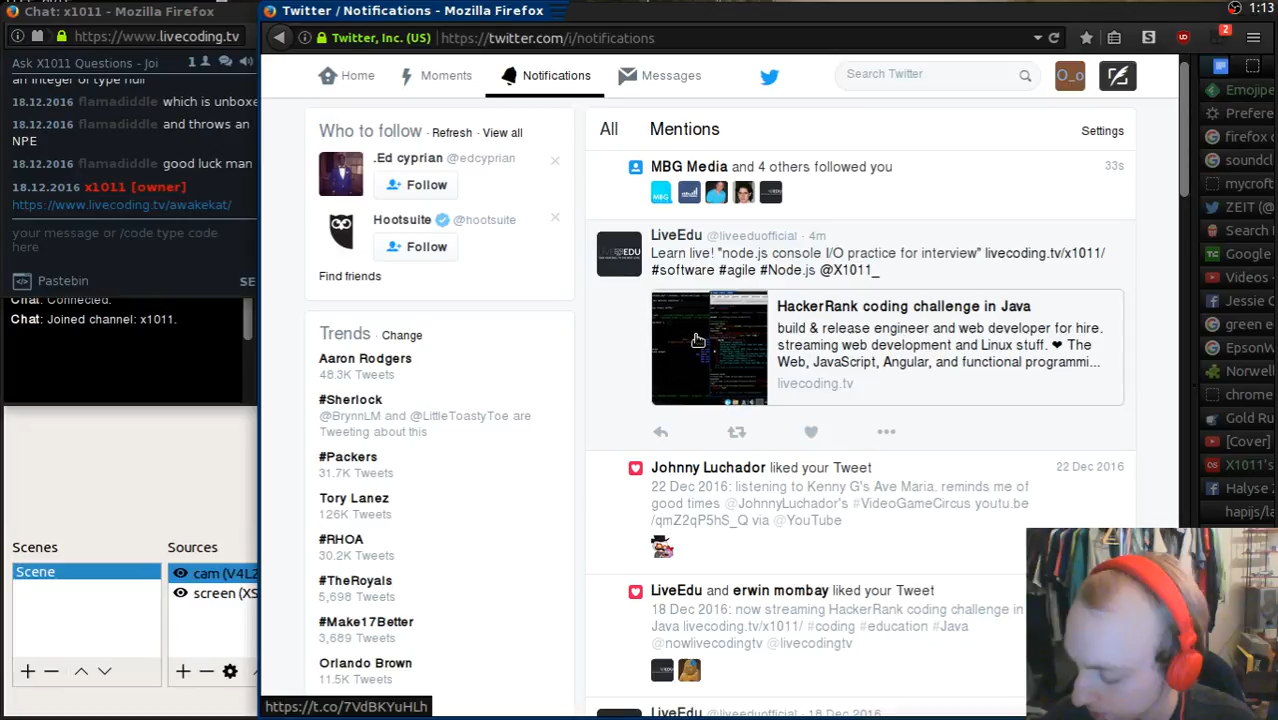 Chat: x1011 - Mozilla Firefox
https://www.livecoding.tv
Ask X1011 Questions - Joi
1
an integer of type null
18.12.2016 flamadiddle which is unboxe
18.12.2016 flamadiddle and throws an
NPE
18.12.2016 flamadiddle good luck man
18.12.2016 x1011 [owner]
https://www.livecoding.tv/awakekat/
your message or /code type code
here
Pastebin
SE
Chat: Connected.
Chat: Joined channel: x1011.
Scenes
Sources
Scene
cam (V4L2
screen (XS
Twitter / Notifications - Mozilla Firefox
1:13
Twitter, Inc. (US)
https://twitter.com/i/notifications
2
Home
Moments
Notifications
Messages
Search Twitter
O_o
Who to follow · Refresh · View all
.Ed cyprian @edcyprian
Follow
Hootsuite @hootsuite
Follow
Find friends
Trends · Change
Aaron Rodgers
48.3K Tweets
#Sherlock
@BrynnLM and @LittleToastyToe are
Tweeting about this
#Packers
31.7K Tweets
Tory Lanez
126K Tweets
#RHOA
30.2K Tweets
#TheRoyals
5,698 Tweets
#Make17Better
3,689 Tweets
Orlando Brown
11.5K Tweets
https://t.co/7VdBKYuHLh
All
Mentions
Settings
MBG Media and 4 others followed you
33s
MBG
LiveEdu @liveeduofficial · 4m
Learn live! "node.js console I/O practice for interview" livecoding.tv/x1011/
#software #agile #Node.js @X1011_
HackerRank coding challenge in Java
build & release engineer and web developer for hire.
streaming web development and Linux stuff. ❤ The
Web, JavaScript, Angular, and functional programmi...
livecoding.tv
Johnny Luchador liked your Tweet
22 Dec 2016
22 Dec 2016: listening to Kenny G's Ave Maria. reminds me of
good times @JohnnyLuchador's #VideoGameCircus youtu.be
/qmZ2qP5hS_Q via @YouTube
LiveEdu and erwin mombay liked your Tweet
18 Dec 2016: now streaming HackerRank coding challenge in
Java livecoding.tv/x1011/ #coding #education #Java
@nowlivecodingtv @livecodingtv
LiveEdu @liveeduofficial · 18 Dec 2016
Emojipe
Prefere
firefox c
soundcl
mycroft
ZEIT (@
Search I
Google
Videos -
Jessie C
green e
EpsonW
Norwell
chrome
Gold Ru
[Cover]
X1011's
Halyse Z
hapijs/la